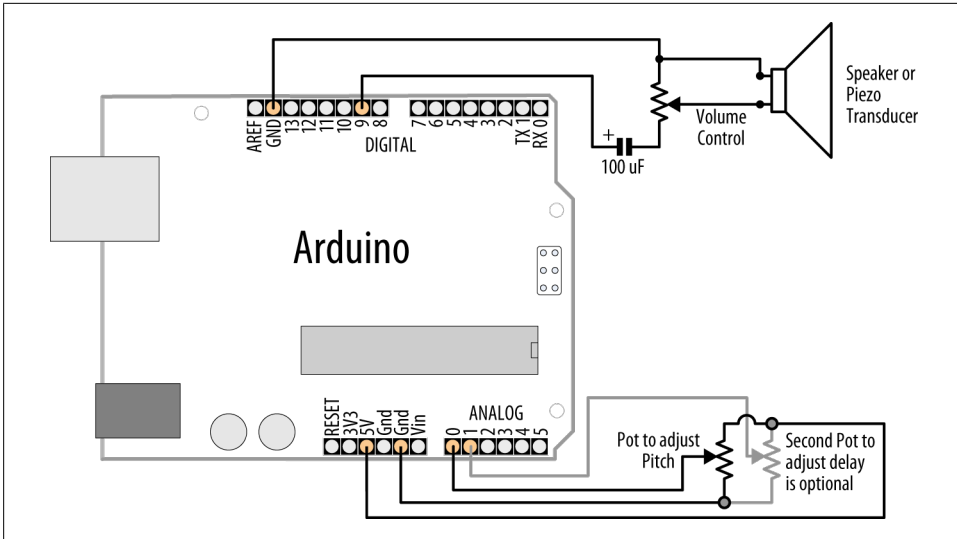 Speaker or
Piezo
Transducer
Volume
Control
+
100 uF
AREF
GND
13
12
11
10
9
8
7
6
5
4
3
2
TX 1
RX 0
DIGITAL
Arduino
RESET
3V3
5V
Gnd
Gnd
Vin
ANALOG
0
1
2
3
4
5
Pot to adjust
Pitch
Second Pot to
adjust delay
is optional